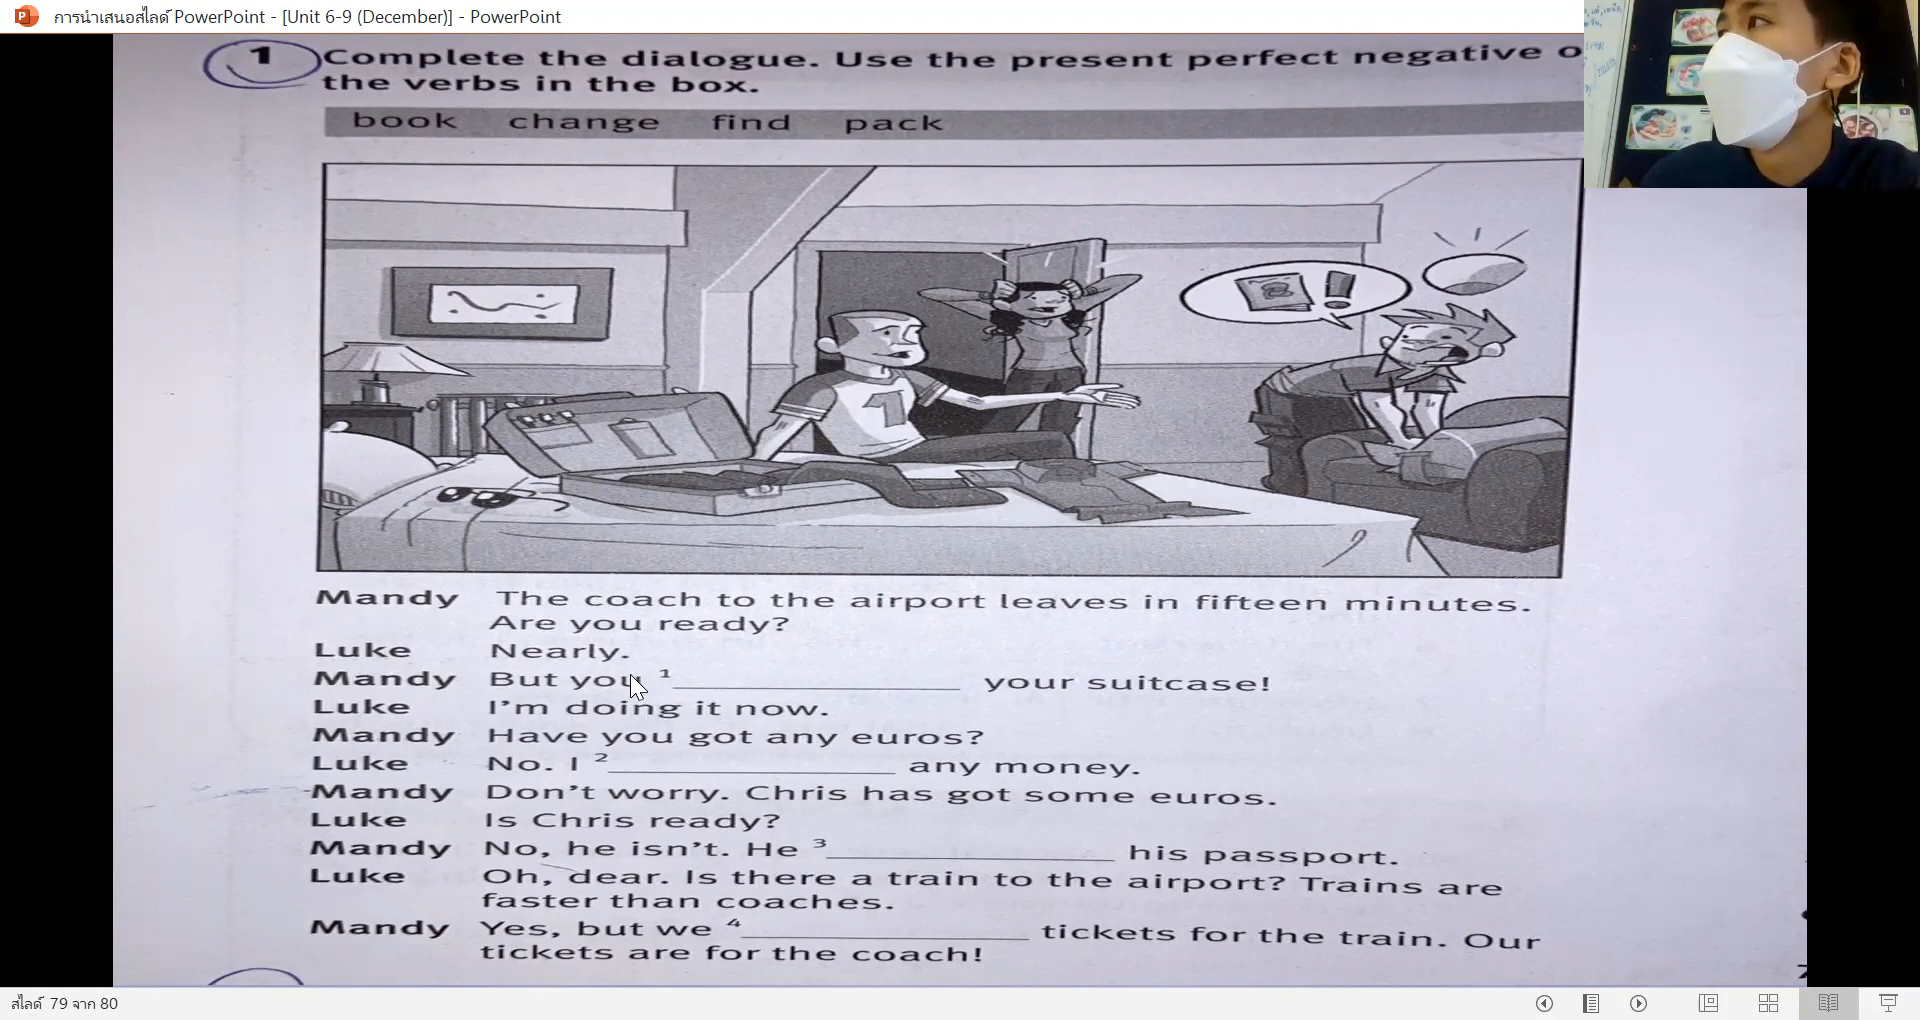 การนำเสนอสไลด์ PowerPoint - [Unit 6-9 (December)] - PowerPoint
1 Complete the dialogue. Use the present perfect negative o
the verbs in the box.
book change find pack
1
!
Mandy The coach to the airport leaves in fifteen minutes.
Are you ready?
Luke Nearly.
Mandy But you 1 ______ your suitcase!
Luke I'm doing it now.
Mandy Have you got any euros?
Luke No. I 2 ______ any money.
Mandy Don't worry. Chris has got some euros.
Luke Is Chris ready?
Mandy No, he isn't. He 3 ______ his passport.
Luke Oh, dear. Is there a train to the airport? Trains are
faster than coaches.
Mandy Yes, but we 4 ______ tickets for the train. Our
tickets are for the coach!
สไลด์ 79 จาก 80